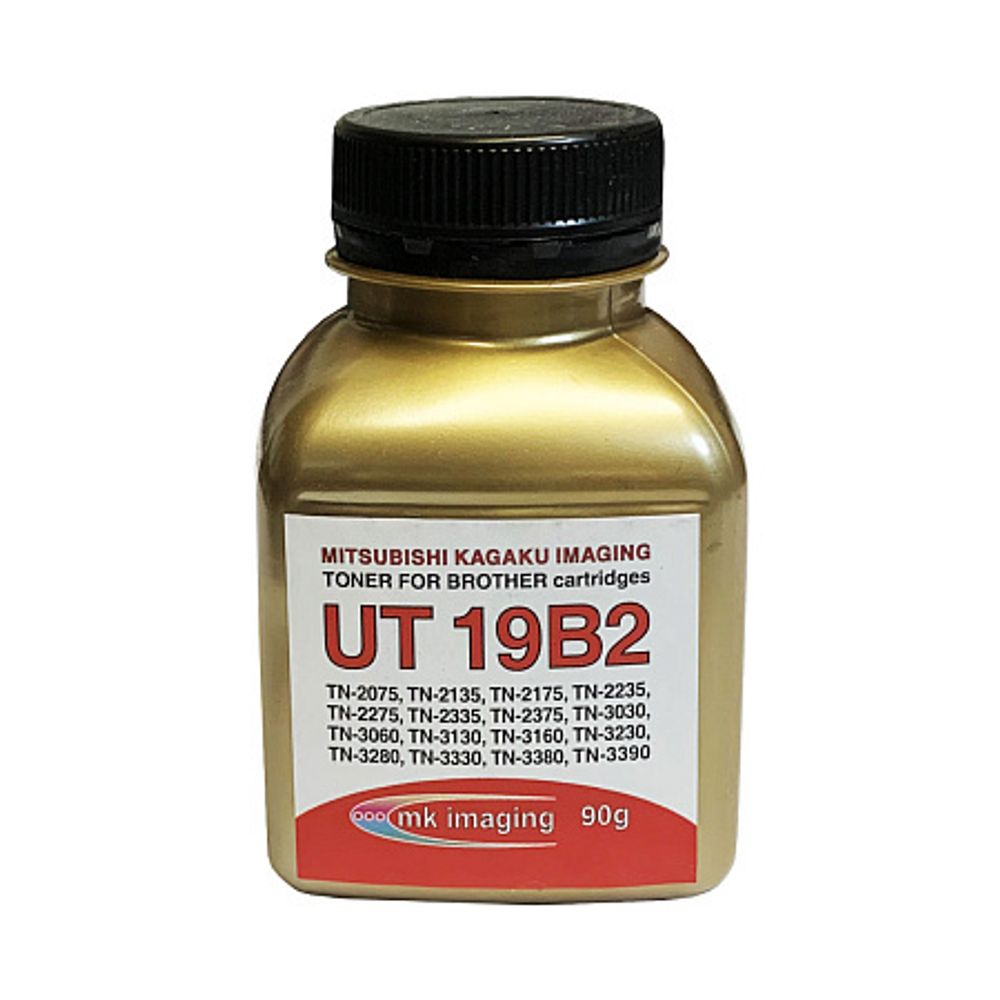 MITSUBISHI KAGAKU IMAGING
TONER FOR BROTHER cartridges
UT 19B2
TN-2075, TN-2135, TN-2175, TN-2235,
TN-2275, TN-2335, TN-2375, TN-3030,
TN-3060, TN-3130, TN-3160, TN-3230,
TN-3280, TN-3330, TN-3380, TN-3390
ooo mk imaging 90g